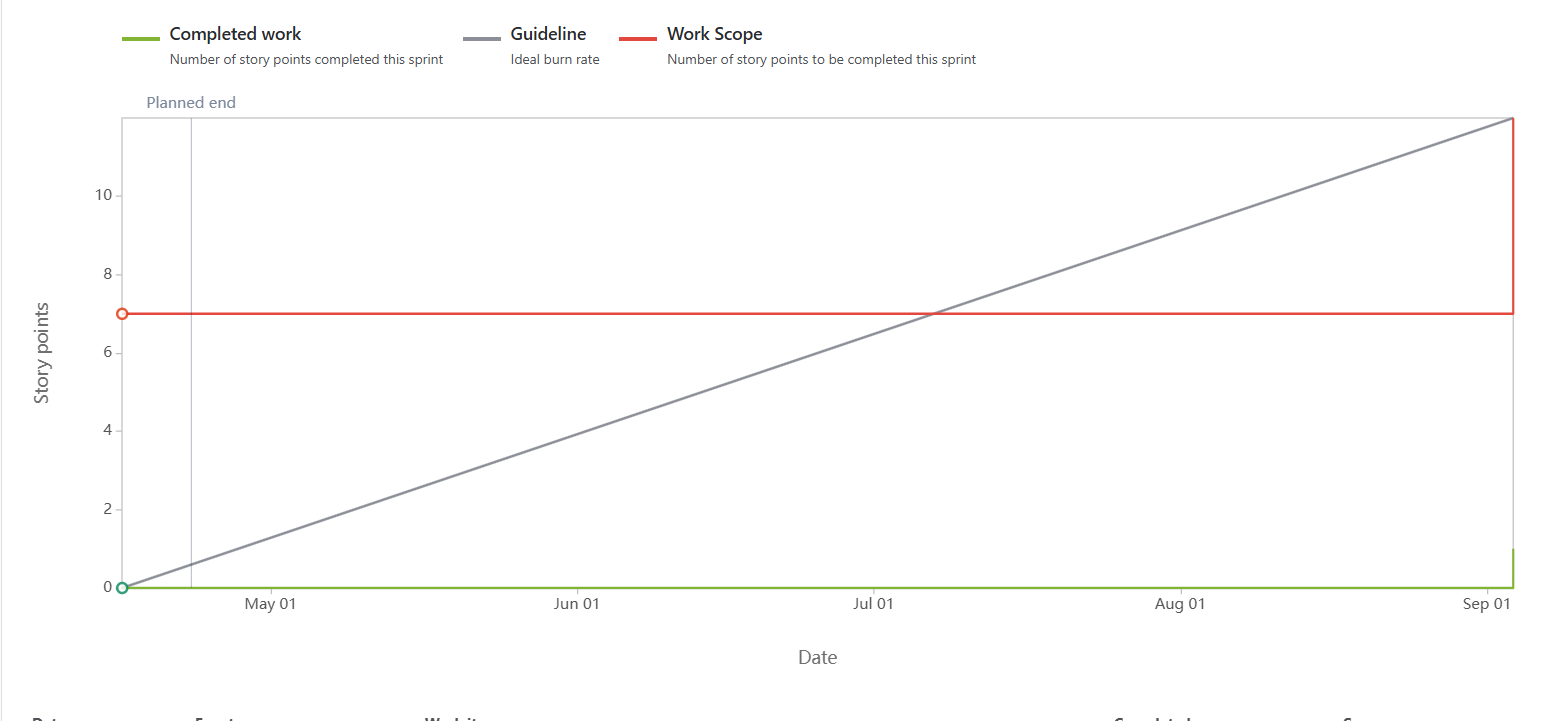 Completed work
Number of story points completed this sprint
Guideline
Ideal burn rate
Work Scope
Number of story points to be completed this sprint
Planned end
10
8
6
4
2
0
Story points
May 01
Jun 01
Jul 01
Aug 01
Sep 01
Date